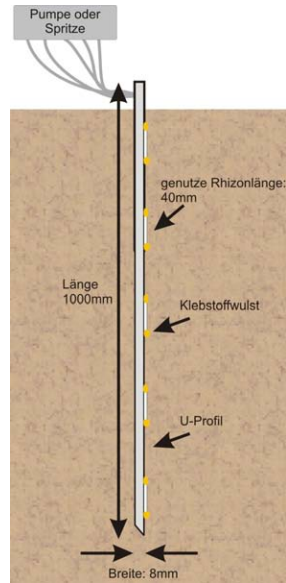 Pumpe oder
Spritze
genutze Rhizonlänge:
40mm
Länge
1000mm
Klebstoffwulst
U-Profil
Breite: 8mm